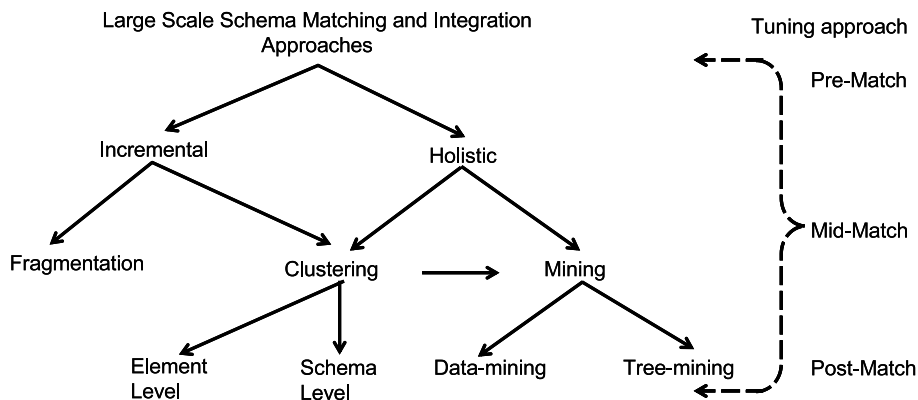 Large Scale Schema Matching and Integration
Approaches
Tuning approach
Pre-Match
Incremental
Holistic
Mid-Match
Fragmentation
Clustering
Mining
Element
Level
Schema
Level
Data-mining
Tree-mining
Post-Match